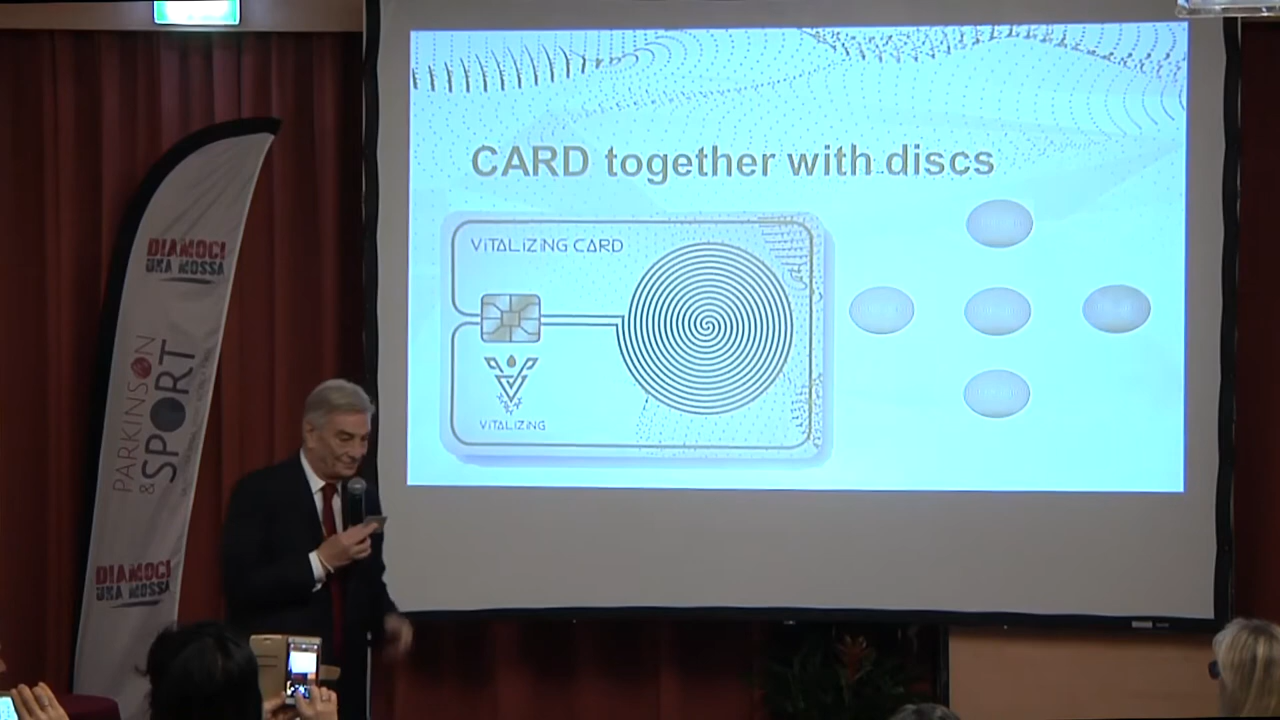 CARD together with discs
VITALIZING CARD
VITALIZING
DIAMOCI
UNA MOSSA
PARKINSON
& SPORT
DIAMOCI
UNA MOSSA